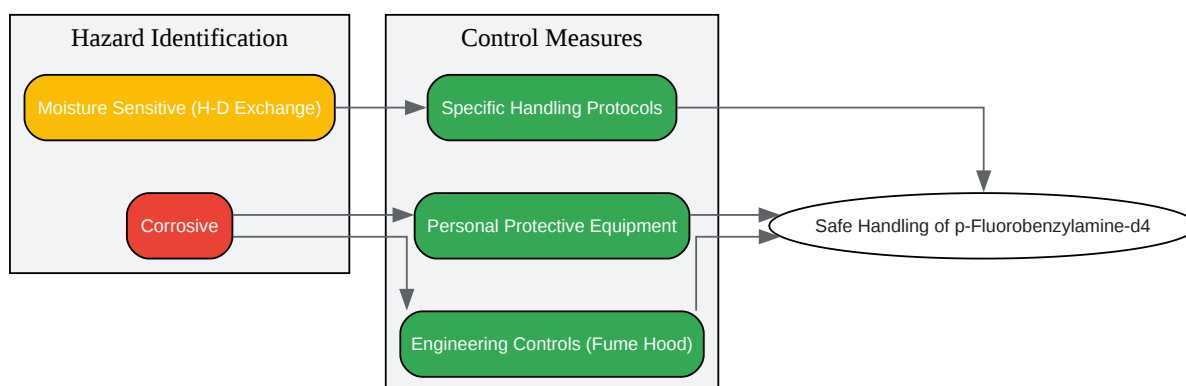 Hazard Identification
Control Measures
Moisture Sensitive (H-D Exchange)
Specific Handling Protocols
Corrosive
Personal Protective Equipment
Safe Handling of p-Fluorobenzylamine-d4
Engineering Controls (Fume Hood)